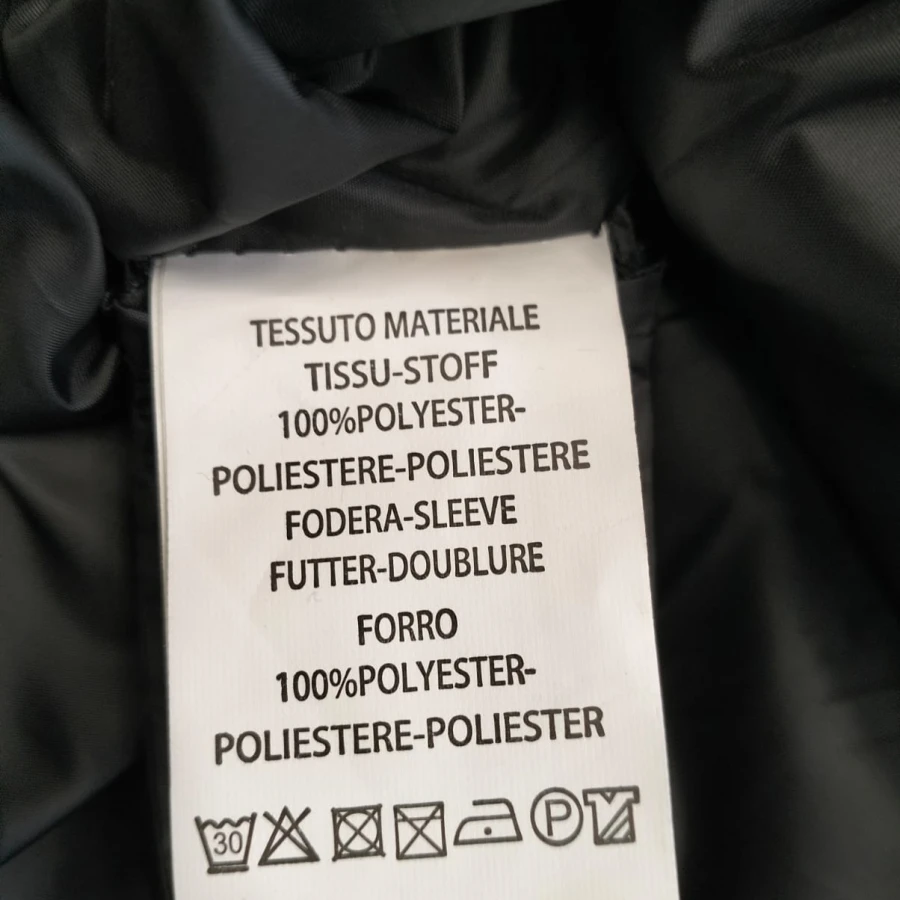 TESSUTO MATERIALE
TISSU-STOFF
100%POLYESTER-
POLIESTERE-POLIESTERE
FODERA-SLEEVE
FUTTER-DOUBLURE
FORRO
100%POLYESTER-
POLIESTERE-POLIESTER
30 P